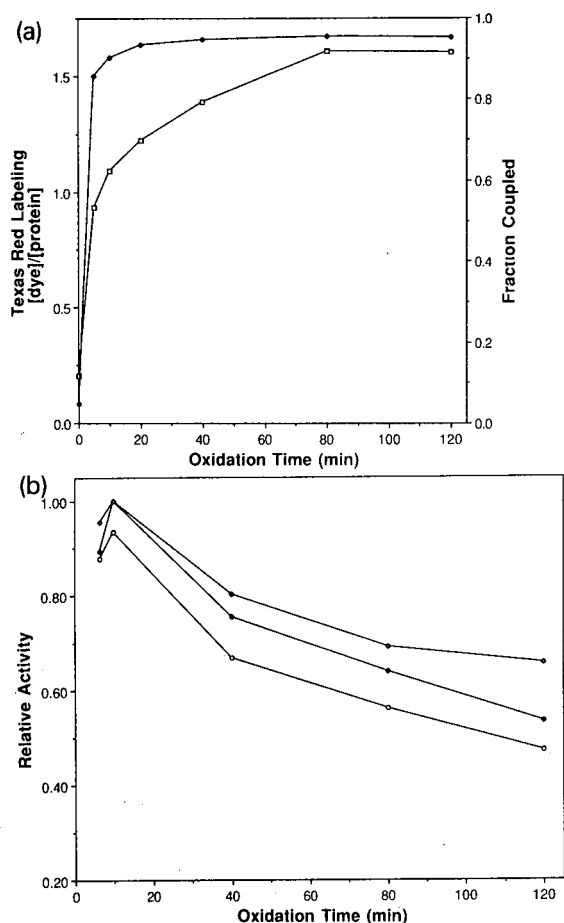 (a)
1.5
1.0
0.5
0.0
Texas Red Labeling
[dye]/[protein]
1.0
0.8
0.6
0.4
0.2
0.0
Fraction Coupled
0 20 40 60 80 100 120
Oxidation Time (min)
(b)
1.00
0.80
0.60
0.40
0.20
Relative Activity
0 20 40 60 80 100 120
Oxidation Time (min)